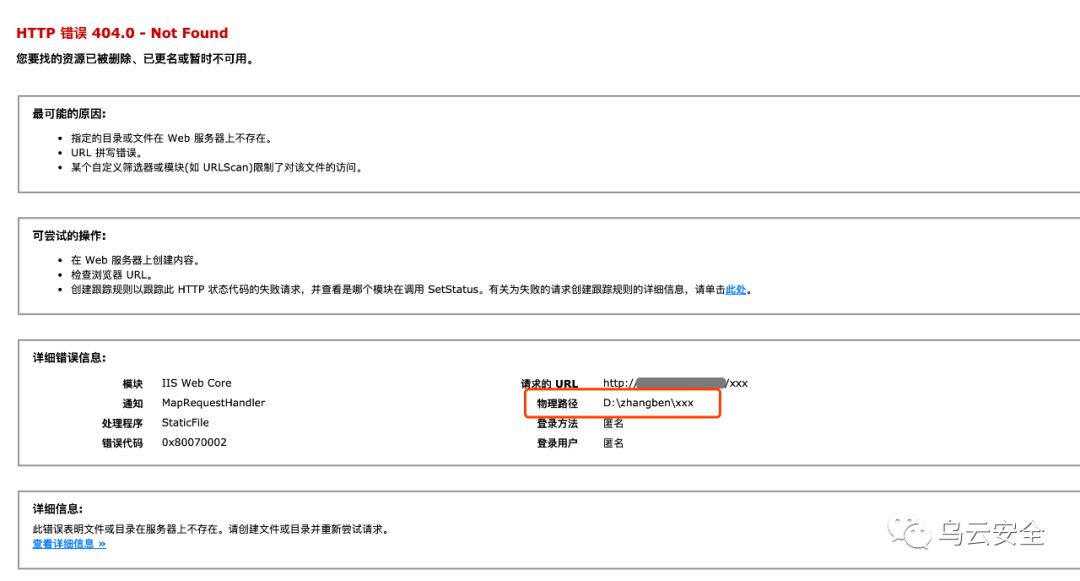 HTTP 错误 404.0 - Not Found
您要找的资源已被删除、已更名或暂时不可用。
最可能的原因:
• 指定的目录或文件在 Web 服务器上不存在。
• URL 拼写错误。
• 某个自定义筛选器或模块(如 URLScan)限制了对该文件的访问。
可尝试的操作:
• 在 Web 服务器上创建内容。
• 检查浏览器 URL。
• 创建跟踪规则以跟踪此 HTTP 状态代码的失败请求，并查看是哪个模块在调用 SetStatus。有关为失败的请求创建跟踪规则的详细信息，请单击此处。
详细错误信息:
模块 IIS Web Core
通知 MapRequestHandler
处理程序 StaticFile
错误代码 0x80070002
请求的 URL http:/ /xxx
物理路径 D:\zhangben\xxx
登录方法 匿名
登录用户 匿名
详细信息:
此错误表明文件或目录在服务器上不存在。请创建文件或目录并重新尝试请求。
查看详细信息 »
乌云安全